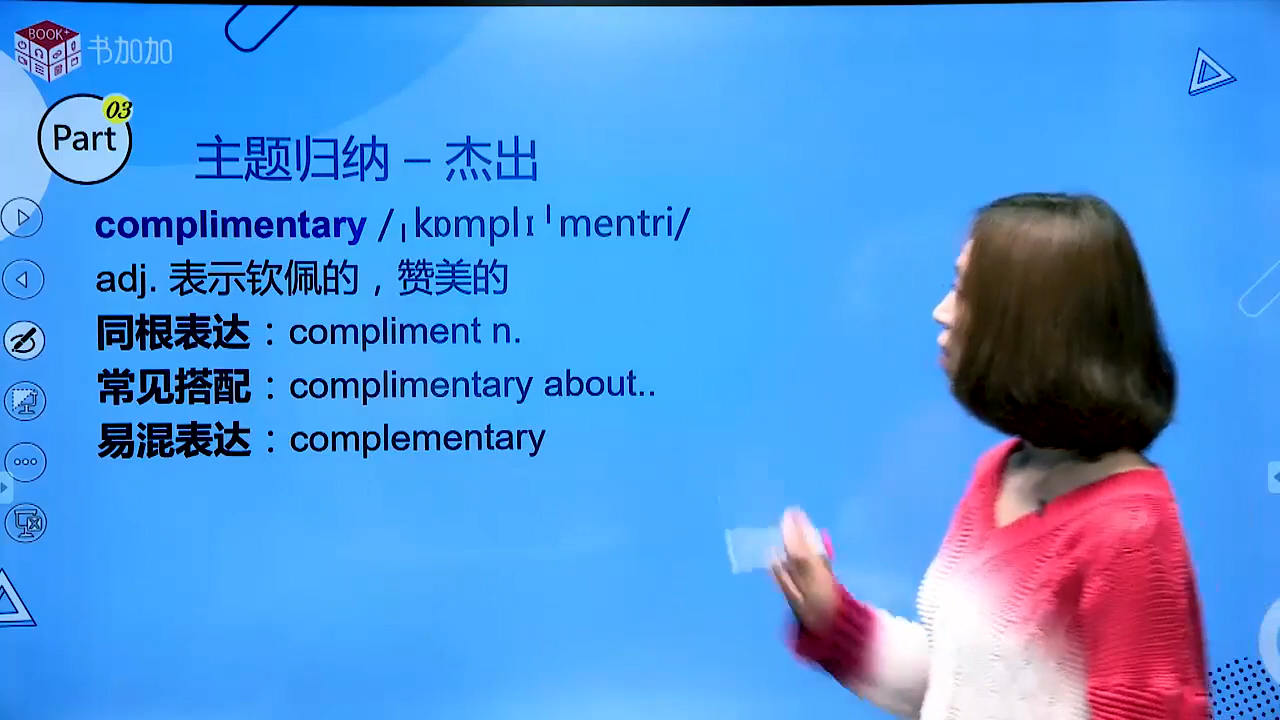 BOOK+
书加加
03
Part
主题归纳 – 杰出
complimentary /ˌkɒmplɪˈmentri/
adj. 表示钦佩的，赞美的
同根表达：compliment n.
常见搭配：complimentary about..
易混表达：complementary